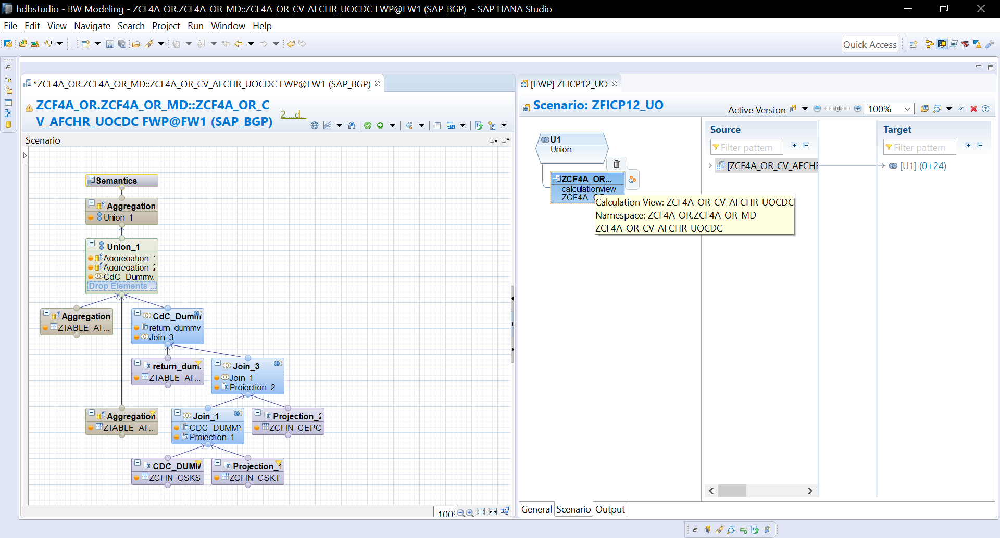 hdbstudio - BW Modeling - ZCF4A_OR.ZCF4A_OR_MD::ZCF4A_OR_CV_AFCHR_UOCDC FWP@FW1 (SAP_BGP) - SAP HANA Studio
File Edit View Navigate Search Project Run Window Help
Quick Access
*ZCF4A_OR.ZCF4A_OR_MD::ZCF4A_OR_CV_AFCHR_UOCDC FWP@FW1 (SAP_BGP)
ZCF4A_OR.ZCF4A_OR_MD::ZCF4A_OR_C
V_AFCHR_UOCDC FWP@FW1 (SAP_BGP)
2 ...d.
Scenario
Semantics
Aggregation
Union 1
Union_1
Aggregation 1
Aggregation 2
CdC Dummy
Drop Elements ...
Aggregation
ZTABLE AF...
CdC_Dumm
return dummy
Join 3
return_dum.
ZTABLE AF...
Join_3
Join 1
Projection 2
Aggregation
ZTABLE AF...
Join_1
CDC DUMMY
Projection 1
Projection_2
ZCFIN CEPC
CDC_DUMM
ZCFIN CSKS
Projection_1
ZCFIN CSKT
100%
[FWP] ZFICP12_UO
Scenario: ZFICP12_UO
Active Version
100%
U1
Union
ZCF4A_OR...
calculationview
ZCF4A
Calculation View: ZCF4A_OR_CV_AFCHR_UOCDC
Namespace: ZCF4A_OR.ZCF4A_OR_MD
ZCF4A_OR_CV_AFCHR_UOCDC
Source
Filter pattern
[ZCF4A_OR_CV_AFCHR
Target
Filter pattern
[U1] (0+24)
General Scenario Output